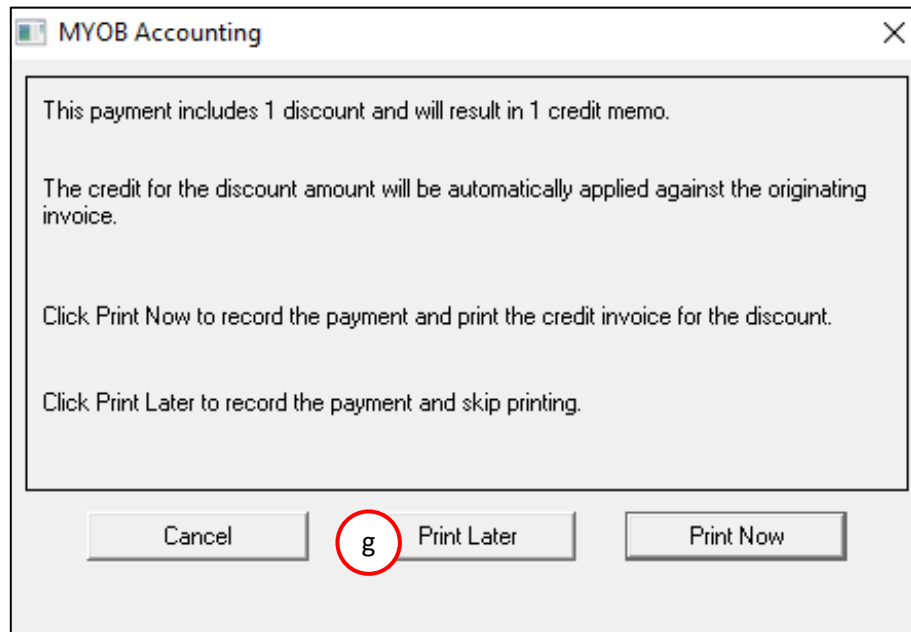 MYOB Accounting
This payment includes 1 discount and will result in 1 credit memo.
The credit for the discount amount will be automatically applied against the originating
invoice.
Click Print Now to record the payment and print the credit invoice for the discount.
Click Print Later to record the payment and skip printing.
Cancel g Print Later Print Now